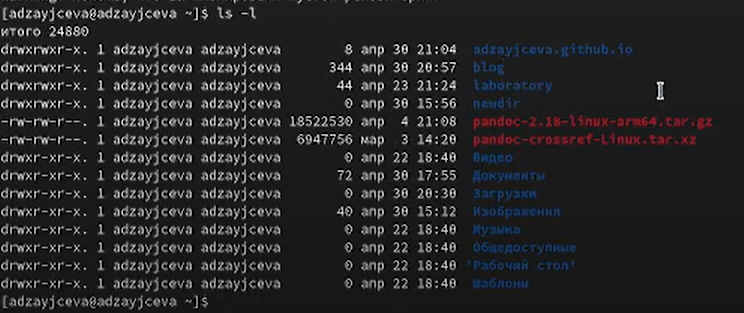 [adzayjceva@adzayjceva ~]$ ls -l
итого 24880
drwxrwxr-x. 1 adzayjceva adzayjceva 8 апр 30 21:04 adzayjceva.github.io
drwxrwxr-x. 1 adzayjceva adzayjceva 344 апр 30 20:57 blog
drwxrwxr-x. 1 adzayjceva adzayjceva 44 апр 23 21:24 laboratory
drwxrwxr-x. 1 adzayjceva adzayjceva 0 апр 30 15:56 newdir
-rw-rw-r--. 1 adzayjceva adzayjceva 18522530 апр 4 21:08 pandoc-2.18-linux-arm64.tar.gz
-rw-rw-r--. 1 adzayjceva adzayjceva 6947756 мар 3 14:20 pandoc-crossref-Linux.tar.xz
drwxr-xr-x. 1 adzayjceva adzayjceva 0 апр 22 18:40 Видео
drwxr-xr-x. 1 adzayjceva adzayjceva 72 апр 30 17:55 Документы
drwxr-xr-x. 1 adzayjceva adzayjceva 0 апр 30 20:30 Загрузки
drwxr-xr-x. 1 adzayjceva adzayjceva 40 апр 30 15:12 Изображения
drwxr-xr-x. 1 adzayjceva adzayjceva 0 апр 22 18:40 Музыка
drwxr-xr-x. 1 adzayjceva adzayjceva 0 апр 22 18:40 Общедоступные
drwxr-xr-x. 1 adzayjceva adzayjceva 0 апр 22 18:40 'Рабочий стол'
drwxr-xr-x. 1 adzayjceva adzayjceva 0 апр 22 18:40 Шаблоны
[adzayjceva@adzayjceva ~]$